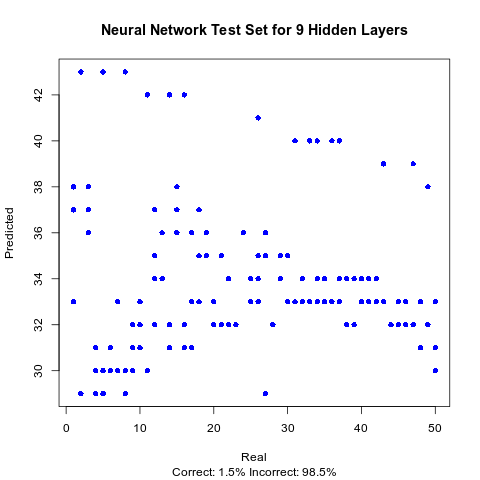 Neural Network Test Set for 9 Hidden Layers
Predicted
42
40
38
36
34
32
30
0 10 20 30 40 50
Real
Correct: 1.5% Incorrect: 98.5%